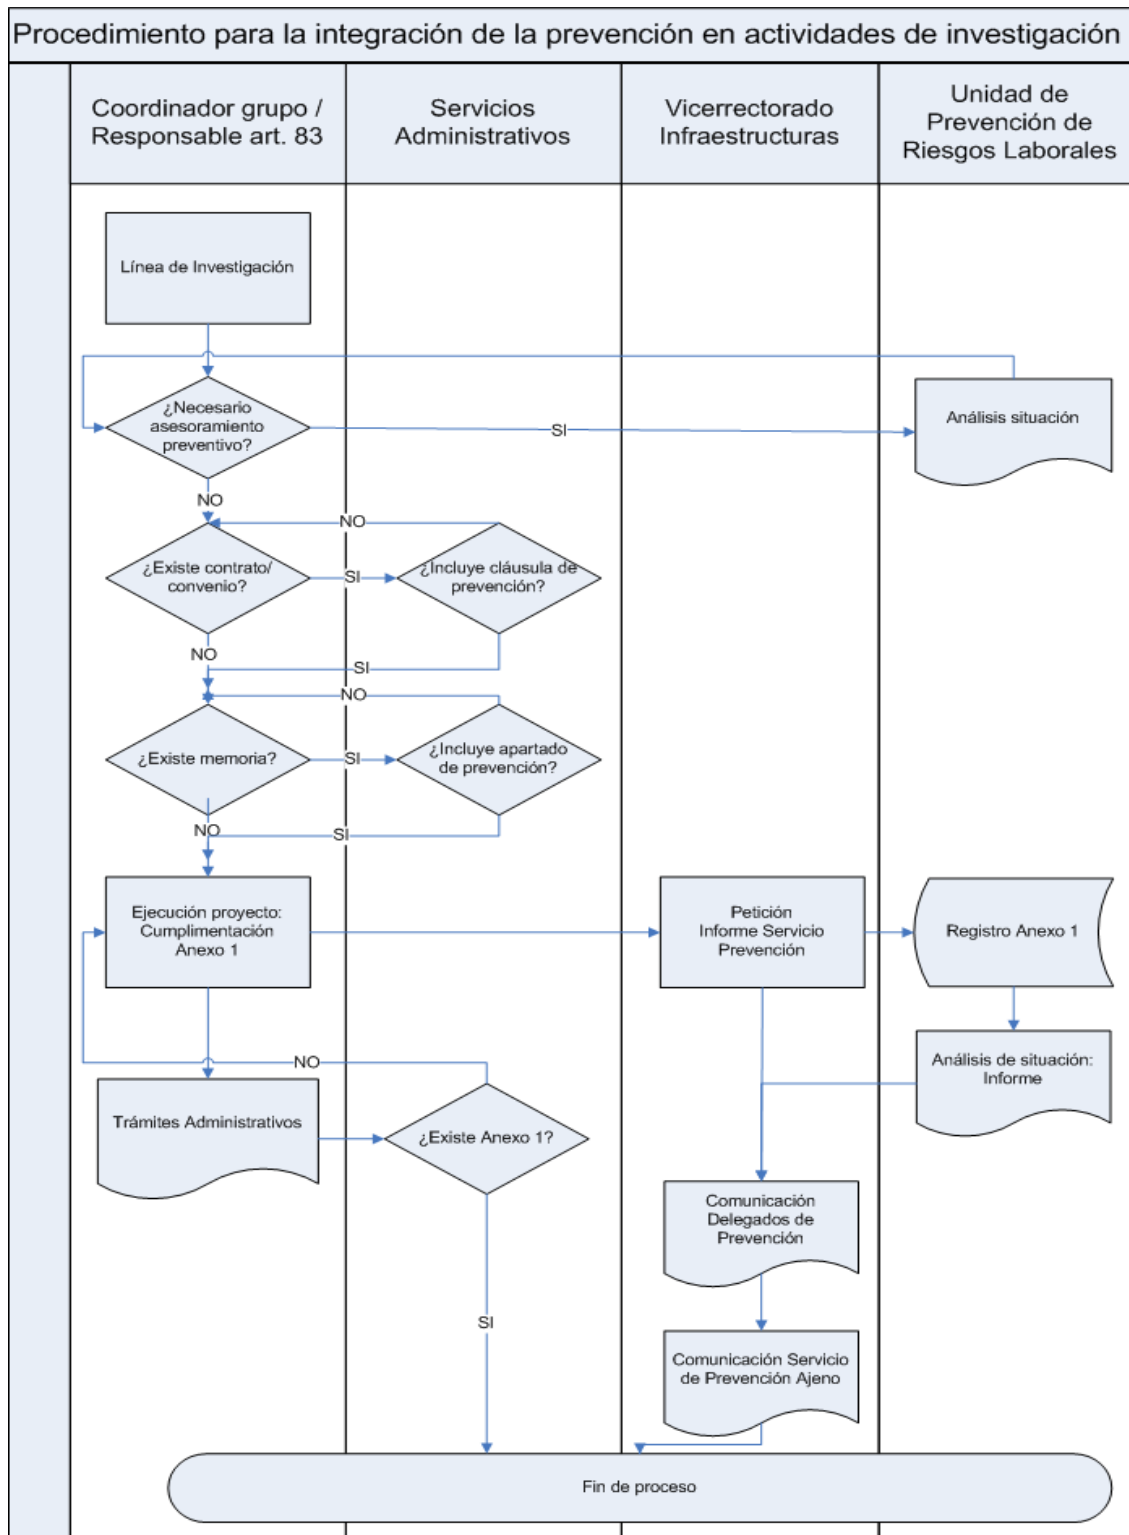 Procedimiento para la integración de la prevención en actividades de investigación
Coordinador grupo /
Responsable art. 83
Servicios
Administrativos
Vicerrectorado
Infraestructuras
Unidad de
Prevención de
Riesgos Laborales
Línea de Investigación
¿Necesario
asesoramiento
preventivo?
SI
Análisis situación
NO
NO
¿Existe contrato/
convenio?
SI
¿Incluye cláusula de
prevención?
NO
SI
NO
¿Existe memoria?
SI
¿Incluye apartado
de prevención?
NO
SI
Ejecución proyecto:
Cumplimentación
Anexo 1
Petición
Informe Servicio
Prevención
Registro Anexo 1
NO
Análisis de situación:
Informe
Trámites Administrativos
¿Existe Anexo 1?
Comunicación
Delegados de
Prevención
SI
Comunicación Servicio
de Prevención Ajeno
Fin de proceso